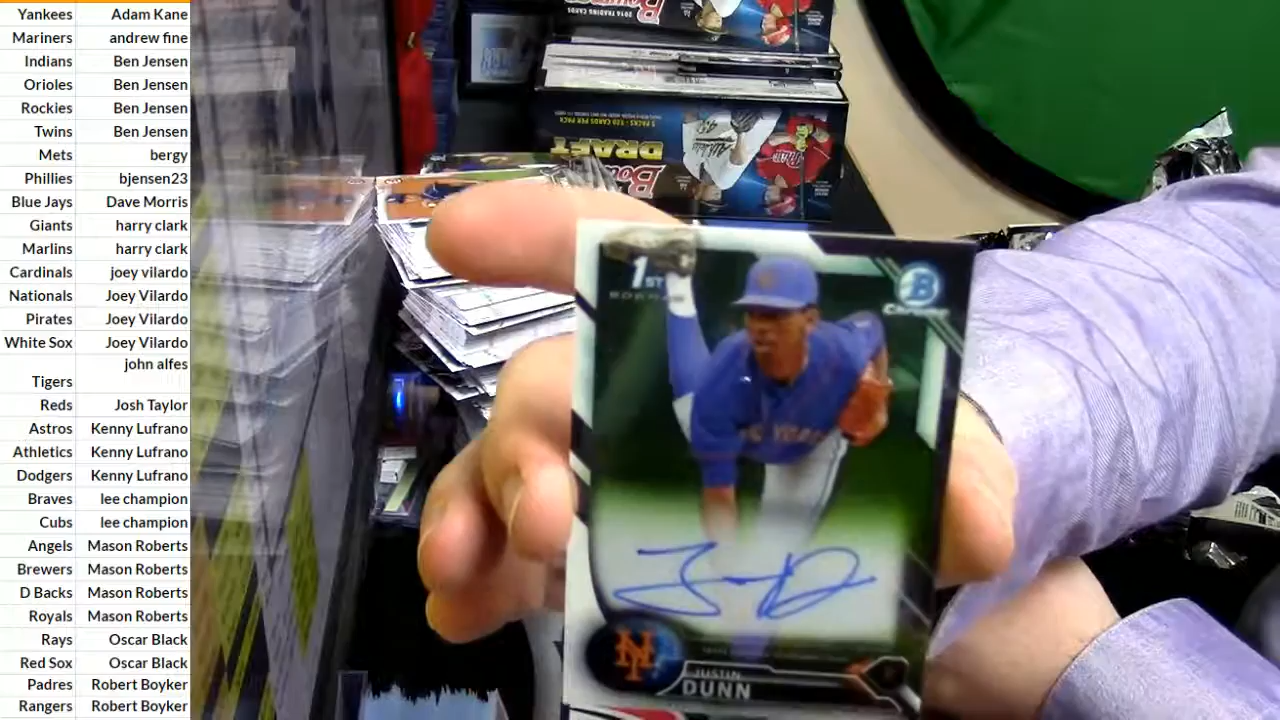 Yankees Adam Kane
Mariners andrew fine
Indians Ben Jensen
Orioles Ben Jensen
Rockies Ben Jensen
Twins Ben Jensen
Mets bergy
Phillies bjensen23
Blue Jays Dave Morris
Giants harry clark
Marlins harry clark
Cardinals joey vilardo
Nationals Joey Vilardo
Pirates Joey Vilardo
White Sox Joey Vilardo
Tigers john alfes
Reds Josh Taylor
Astros Kenny Lufrano
Athletics Kenny Lufrano
Dodgers Kenny Lufrano
Braves lee champion
Cubs lee champion
Angels Mason Roberts
Brewers Mason Roberts
D Backs Mason Roberts
Royals Mason Roberts
Rays Oscar Black
Red Sox Oscar Black
Padres Robert Boyker
Rangers Robert Boyker
2016 TRADING CARDS
DRAFT
1ST
BOWMAN
B
CHROME
NY
JUSTIN
DUNN
P